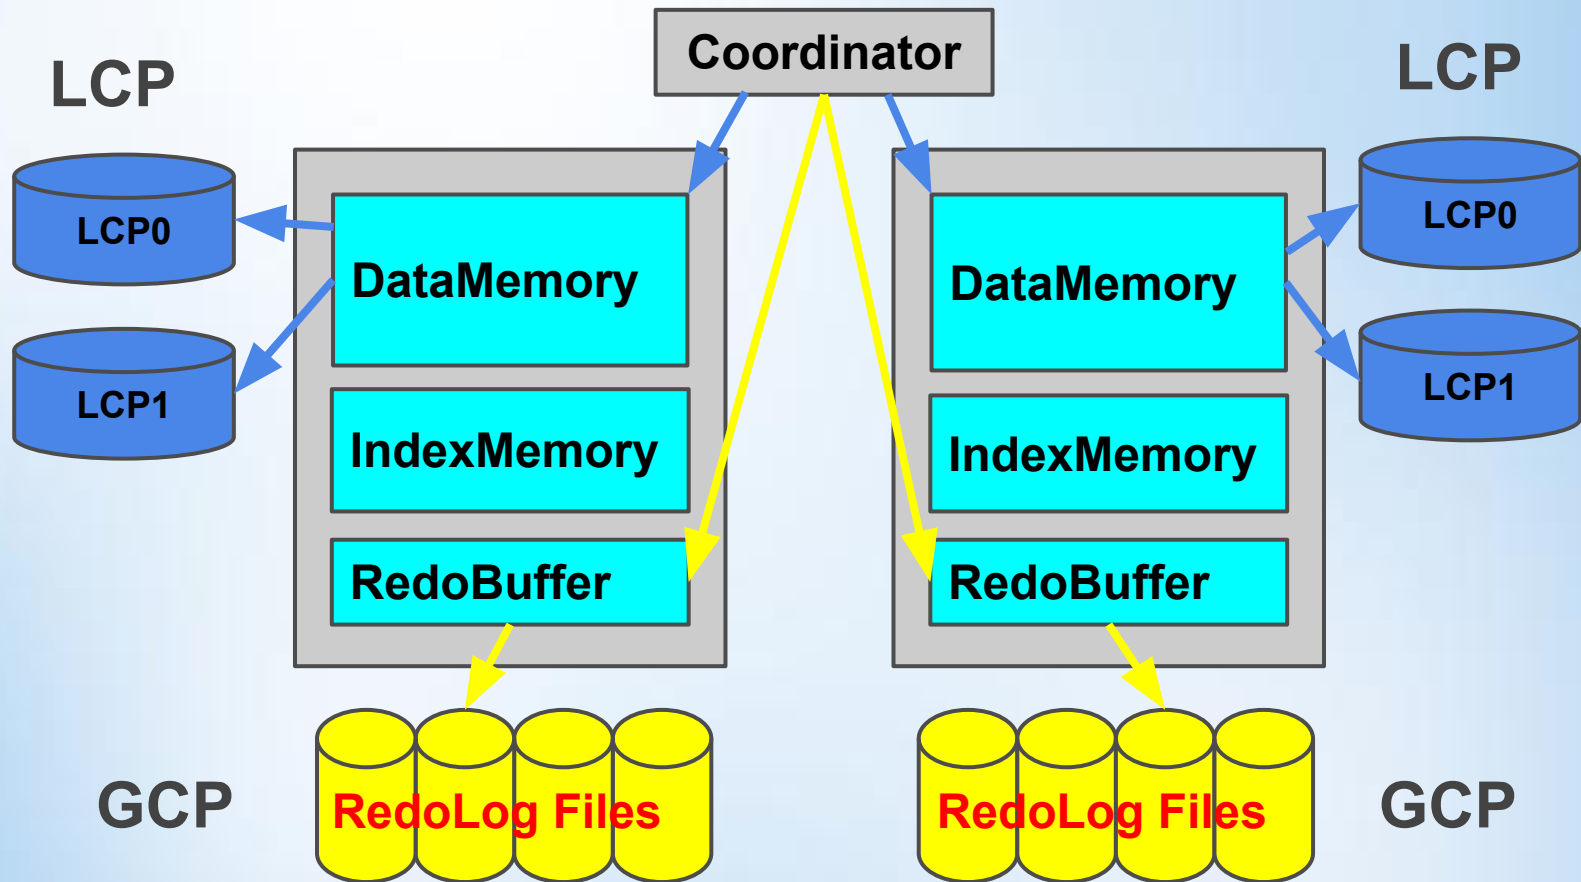 Coordinator
LCP
LCP
LCP0
LCP1
DataMemory
IndexMemory
RedoBuffer
DataMemory
IndexMemory
RedoBuffer
LCP0
LCP1
GCP
RedoLog Files
RedoLog Files
GCP